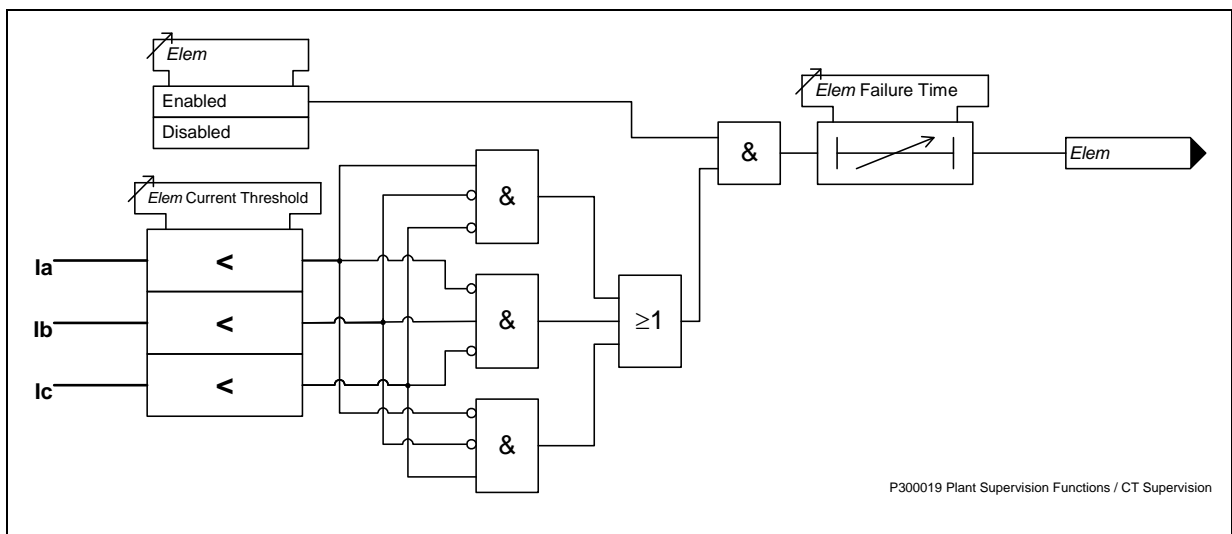 Elem
Enabled
Disabled
Elem Failure Time
&
Elem
Elem Current Threshold
&
Ia
<
Ib
<
&
≥1
Ic
<
&
P300019 Plant Supervision Functions / CT Supervision